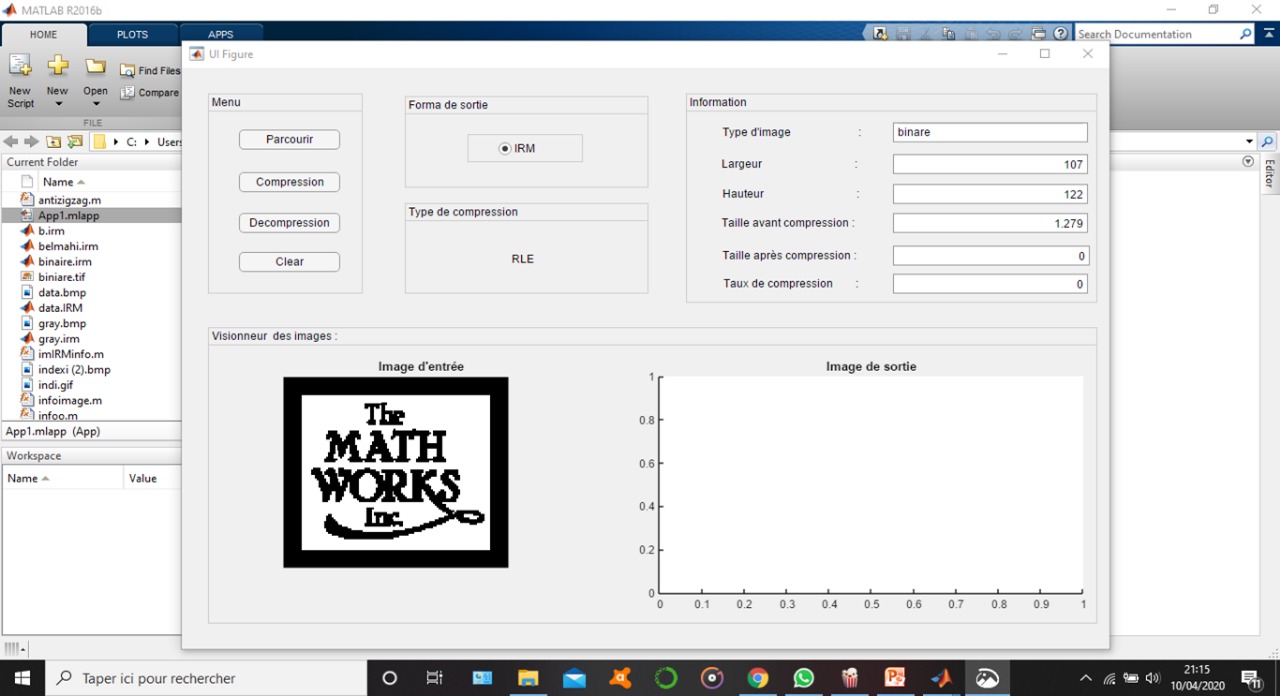 MATLAB R2016b
HOME
PLOTS
APPS
Search Documentation
New Script
New
Open
Find Files
Compare
FILE
C:
Users
Current Folder
Name
antizigzag.m
App1.mlapp
b.irm
belmahi.irm
binaire.irm
biniare.tif
data.bmp
data.IRM
gray.bmp
gray.irm
imIRMinfo.m
indexi (2).bmp
indi.gif
infoimage.m
infoo.m
App1.mlapp (App)
Workspace
Name
Value
Editor
UI Figure
Menu
Parcourir
Compression
Decompression
Clear
Forma de sortie
IRM
Type de compression
RLE
Information
Type d'image : binare
Largeur : 107
Hauteur : 122
Taille avant compression : 1.279
Taille après compression : 0
Taux de compression : 0
Visionneur des images :
Image d'entrée
The
MATH
WORKS
Inc.
Image de sortie
1
0.8
0.6
0.4
0.2
0
0 0.1 0.2 0.3 0.4 0.5 0.6 0.7 0.8 0.9 1
Taper ici pour rechercher
21:15
10/04/2020
11